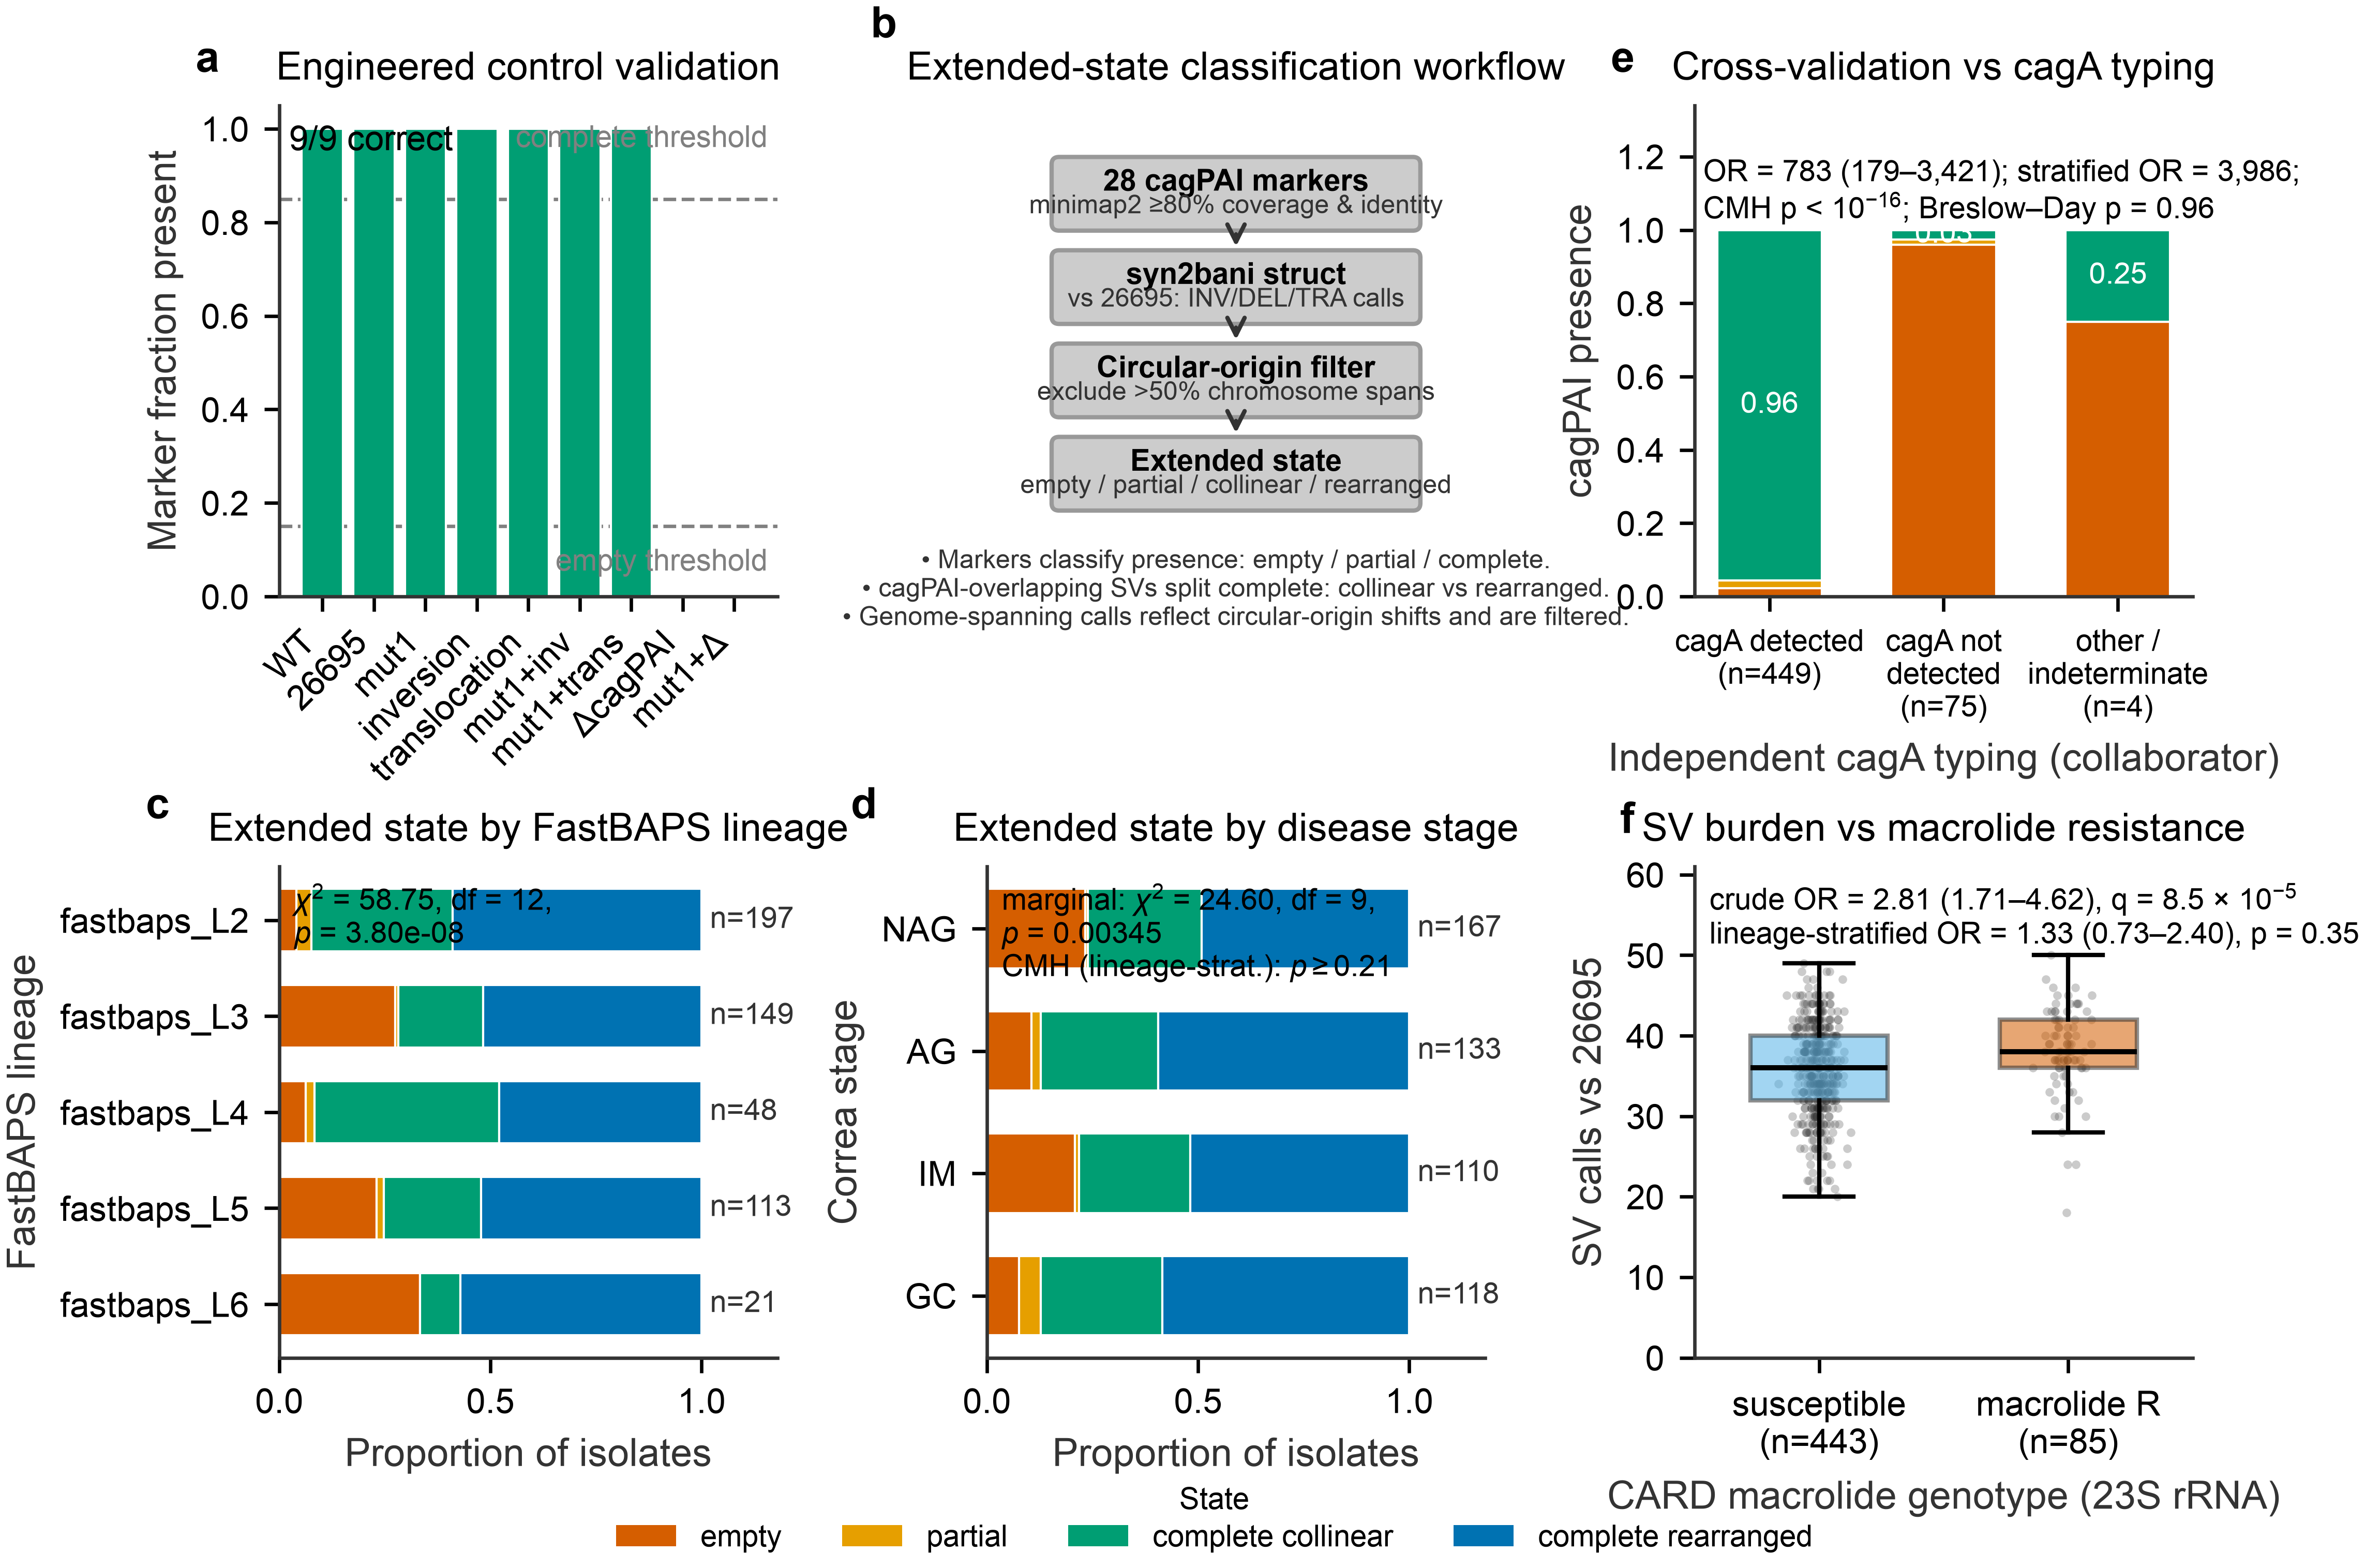 a
Engineered control validation
Marker fraction present
1.0
0.8
0.6
0.4
0.2
0.0
9/9 correct
complete threshold
empty threshold
WT
26695
mut1
inversion
translocation
mut1+inv
mut1+trans
ΔcagPAI
mut1+Δ
b
Extended-state classification workflow
28 cagPAI markers
minimap2 ≥80% coverage & identity
syn2bani struct
vs 26695: INV/DEL/TRA calls
Circular-origin filter
exclude >50% chromosome spans
Extended state
empty / partial / collinear / rearranged
• Markers classify presence: empty / partial / complete.
• cagPAI-overlapping SVs split complete: collinear vs rearranged.
• Genome-spanning calls reflect circular-origin shifts and are filtered.
e
Cross-validation vs cagA typing
cagPAI presence
1.2
1.0
0.8
0.6
0.4
0.2
0.0
OR = 783 (179–3,421); stratified OR = 3,986;
CMH p < 10⁻¹⁶; Breslow–Day p = 0.96
0.96
0.03
0.25
cagA detected
(n=449)
cagA not
detected
(n=75)
other /
indeterminate
(n=4)
Independent cagA typing (collaborator)
c
Extended state by FastBAPS lineage
FastBAPS lineage
χ² = 58.75, df = 12,
p = 3.80e-08
fastbaps_L2
n=197
fastbaps_L3
n=149
fastbaps_L4
n=48
fastbaps_L5
n=113
fastbaps_L6
n=21
0.0
0.5
1.0
Proportion of isolates
d
Extended state by disease stage
Correa stage
marginal: χ² = 24.60, df = 9,
p = 0.00345
CMH (lineage-strat.): p ≥ 0.21
NAG
n=167
AG
n=133
IM
n=110
GC
n=118
0.0
0.5
1.0
Proportion of isolates
f
SV burden vs macrolide resistance
SV calls vs 26695
60
50
40
30
20
10
0
crude OR = 2.81 (1.71–4.62), q = 8.5 × 10⁻⁵
lineage-stratified OR = 1.33 (0.73–2.40), p = 0.35
susceptible
(n=443)
macrolide R
(n=85)
CARD macrolide genotype (23S rRNA)
State
empty
partial
complete collinear
complete rearranged